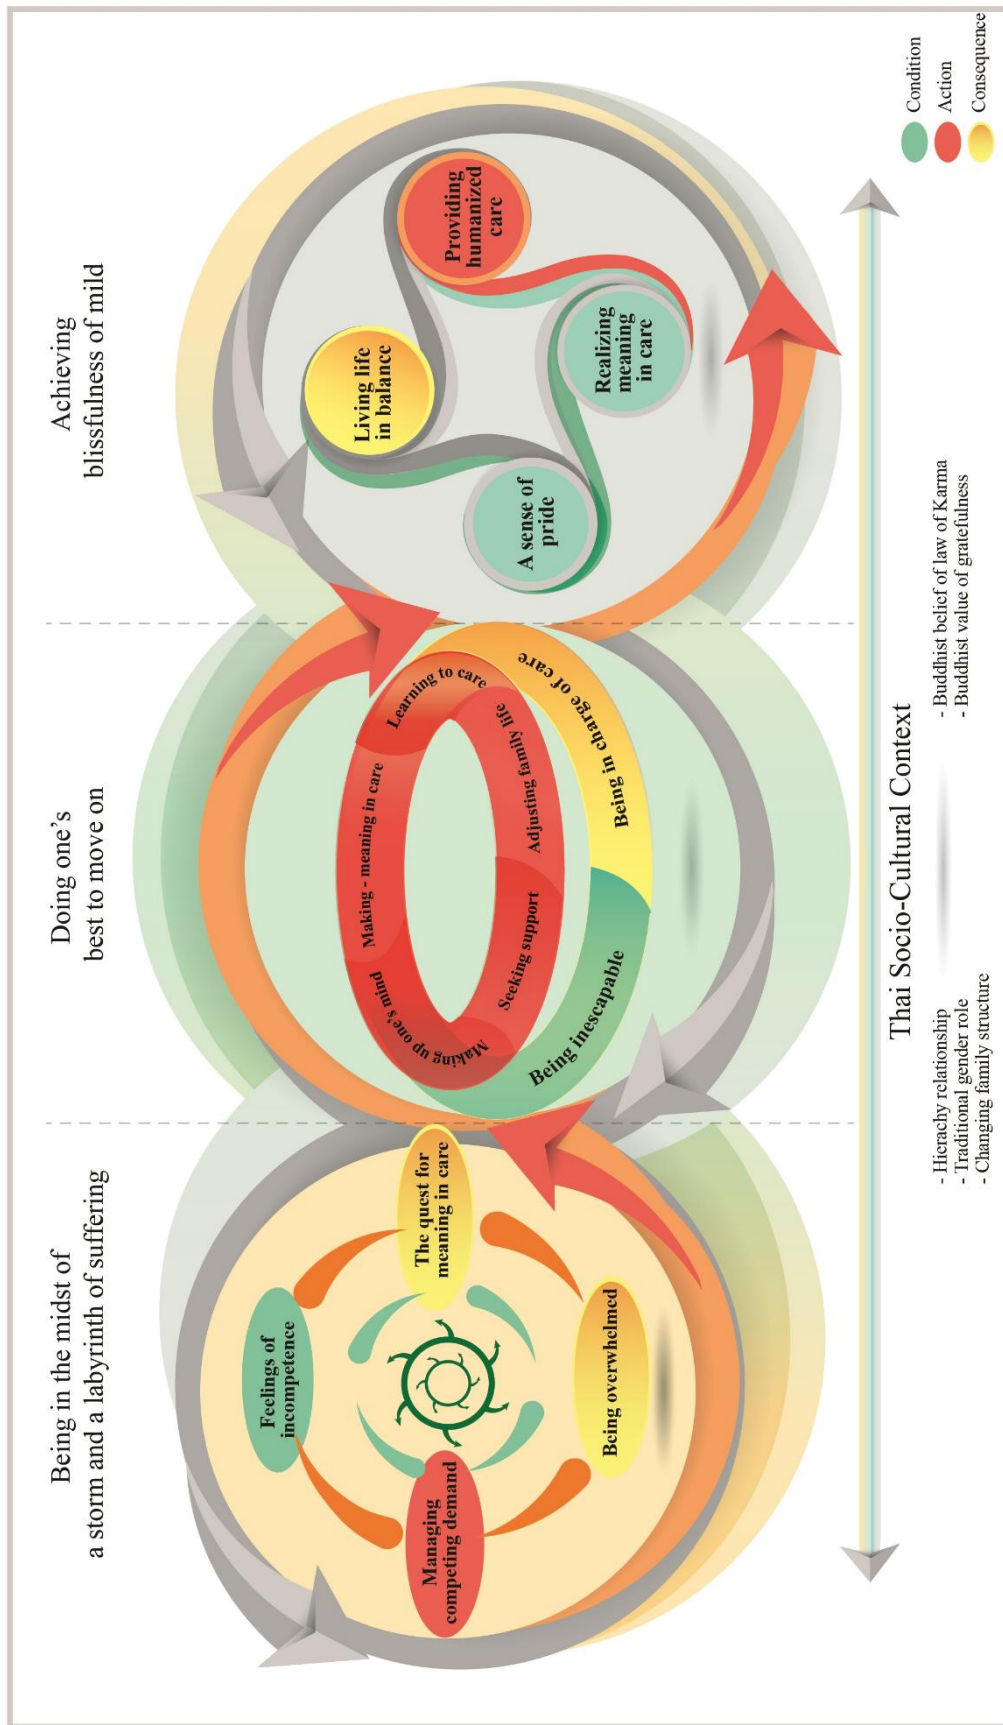 Being in the midst of
a storm and a labyrinth of suffering
Doing one's
best to move on
Achieving
blissfulness of mild
Feelings of
incompetence
The quest for
meaning in care
Managing
competing demand
Being overwhelmed
Making up one's mind
Making - meaning in care
Learning to care
Adjusting family life
Seeking support
Being inescapable
Being in charge of care
Living life
in balance
Providing
humanized
care
A sense of
pride
Realizing
meaning
in care
Thai Socio-Cultural Context
- Hierachy relationship
- Traditional gender role
- Changing family structure
- Buddhist belief of law of Karma
- Buddhist value of gratefulness
Condition
Action
Consequence